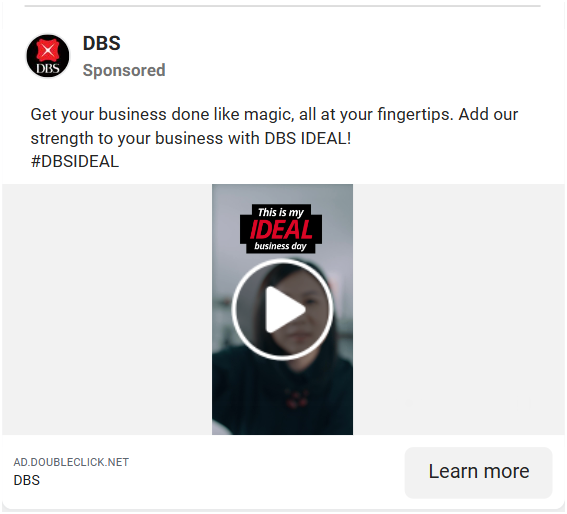 DBS
DBS
Sponsored
Get your business done like magic, all at your fingertips. Add our
strength to your business with DBS IDEAL!
#DBSIDEAL
This is my
IDEAL
business day
AD.DOUBLECLICK.NET
DBS
Learn more